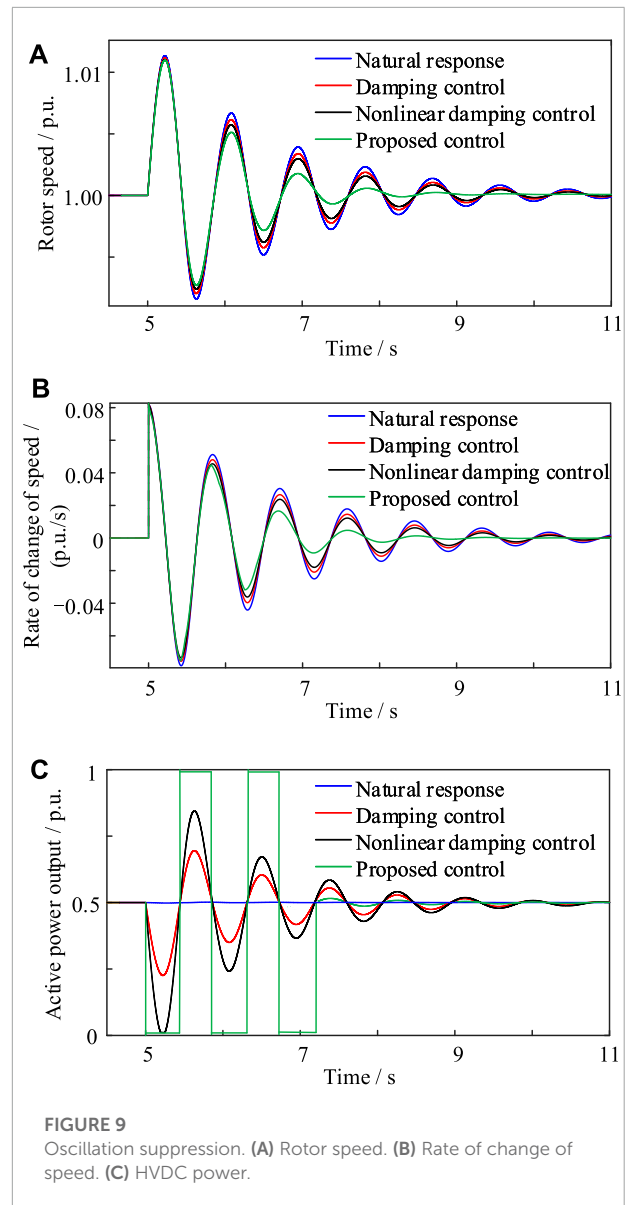 A
1.01
1.00
Rotor speed / p.u.
Natural response
Damping control
Nonlinear damping control
Proposed control
5
7
9
11
Time / s
B
0.08
0.04
0
−0.04
Rate of change of speed /
(p.u./s)
Natural response
Damping control
Nonlinear damping control
Proposed control
5
7
9
11
Time / s
C
1
0.5
0
Active power output / p.u.
Natural response
Damping control
Nonlinear damping control
Proposed control
5
7
9
11
Time / s
FIGURE 9
Oscillation suppression. (A) Rotor speed. (B) Rate of change of
speed. (C) HVDC power.